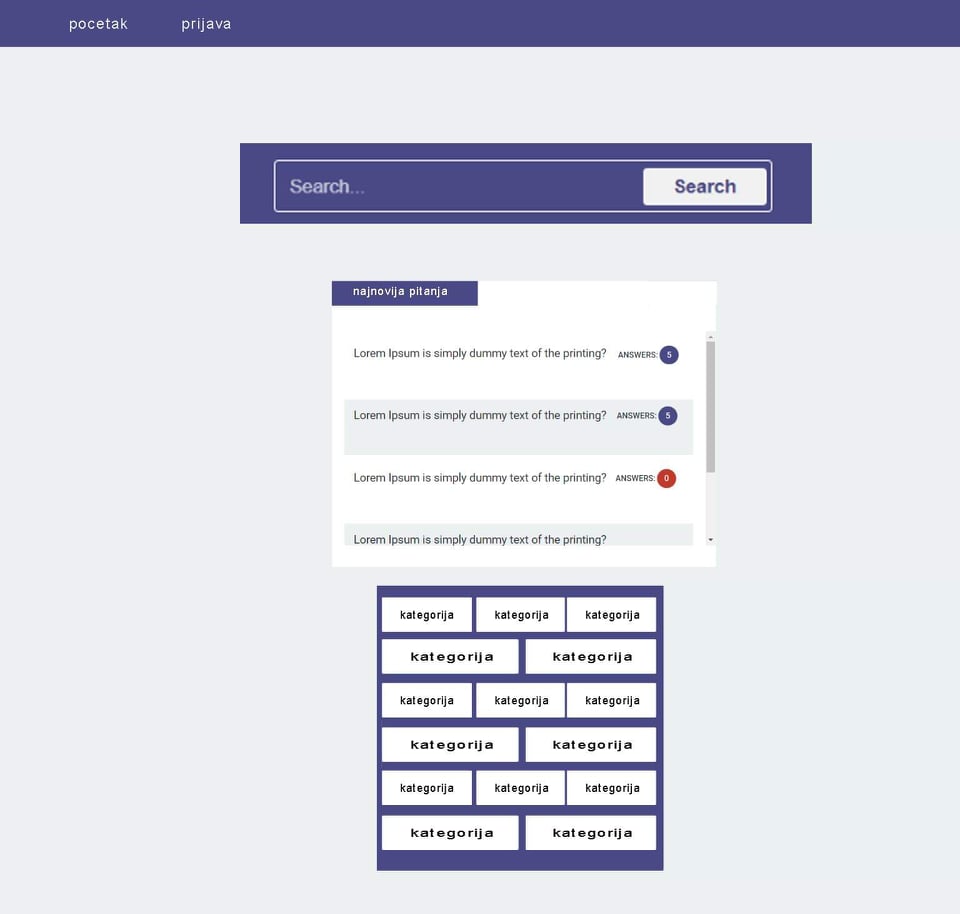 pocetak prijava
Search... Search
najnovija pitanja
Lorem Ipsum is simply dummy text of the printing? ANSWERS: 5
Lorem Ipsum is simply dummy text of the printing? ANSWERS: 5
Lorem Ipsum is simply dummy text of the printing? ANSWERS: 0
Lorem Ipsum is simply dummy text of the printing?
kategorija kategorija kategorija
kategorija kategorija
kategorija kategorija kategorija
kategorija kategorija
kategorija kategorija kategorija
kategorija kategorija